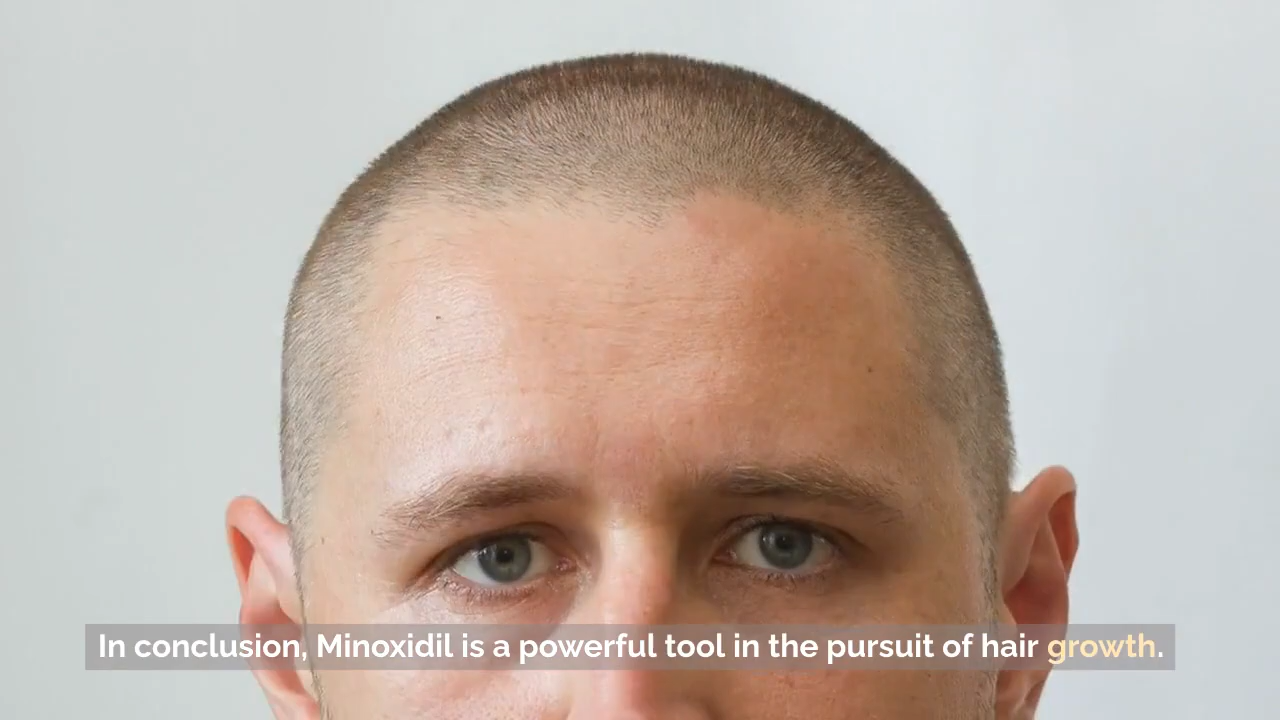 In conclusion, Minoxidil is a powerful tool in the pursuit of hair growth.